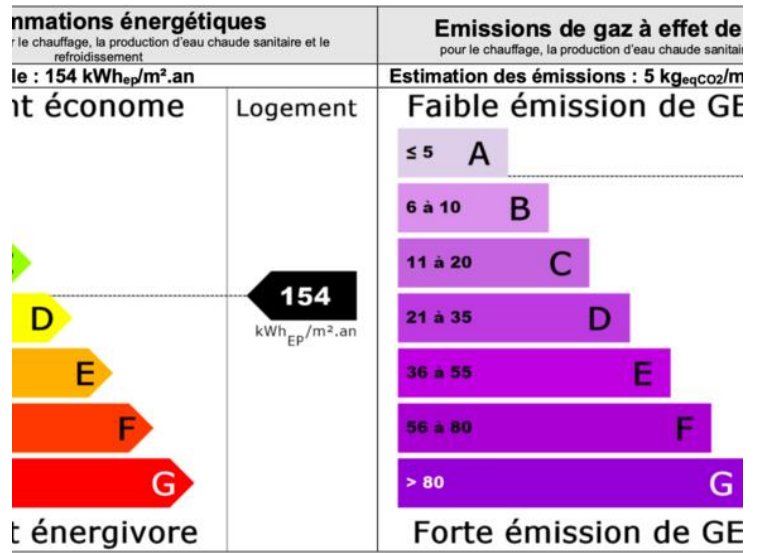 mmations énergétiques
r le chauffage, la production d'eau chaude sanitaire et le
refroidissement
le : 154 kWhep/m².an
nt économe
Logement
D
E
F
G
154
kWhEP/m².an
t énergivore
Emissions de gaz à effet de
pour le chauffage, la production d'eau chaude sanitair
Estimation des émissions : 5 kgeqCO2/m
Faible émission de GE
≤ 5 A
6 à 10 B
11 à 20 C
21 à 35 D
36 à 55 E
56 à 80 F
> 80 G
Forte émission de GE